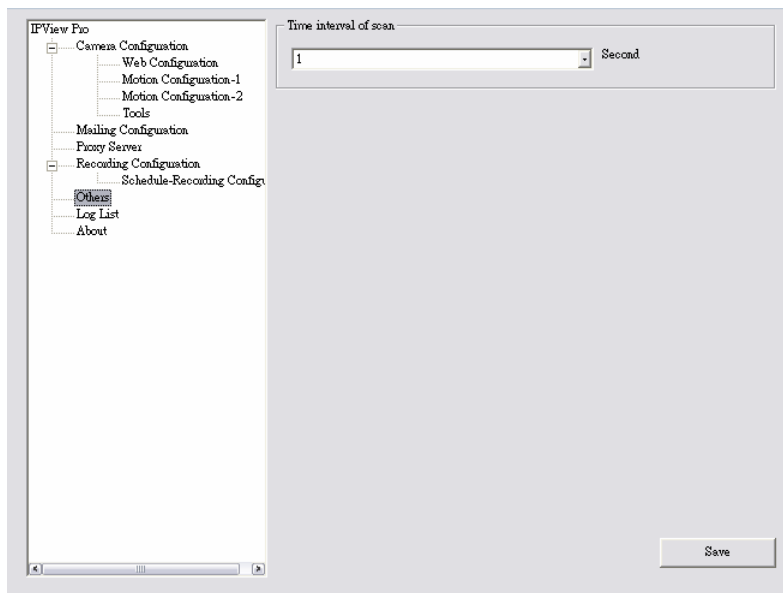 IPView Pro
Camera Configuration
Web Configuration
Motion Configuration-1
Motion Configuration-2
Tools
Mailing Configuration
Proxy Server
Recording Configuration
Schedule-Recording Configu
Others
Log List
About
Time interval of scan
1
Second
Save